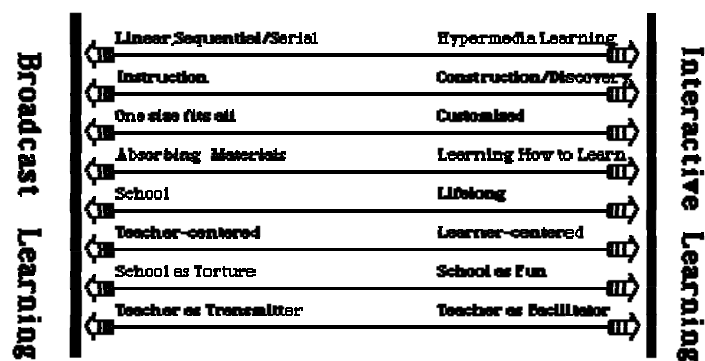 Broadcast Learning
Linear, Sequential/Serial Hypermedia Learning
Instruction Construction/Discovery
One size fits all Customized
Absorbing Materials Learning How to Learn
School Lifelong
Teacher-centered Learner-centered
School as Torture School as Fun
Teacher as Transmitter Teacher as Facilitator
Interactive Learning